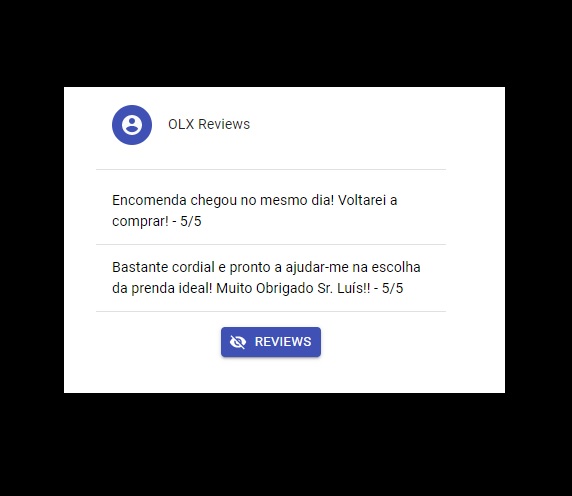 OLX Reviews
Encomenda chegou no mesmo dia! Voltarei a
comprar! - 5/5
Bastante cordial e pronto a ajudar-me na escolha
da prenda ideal! Muito Obrigado Sr. Luís!! - 5/5
REVIEWS